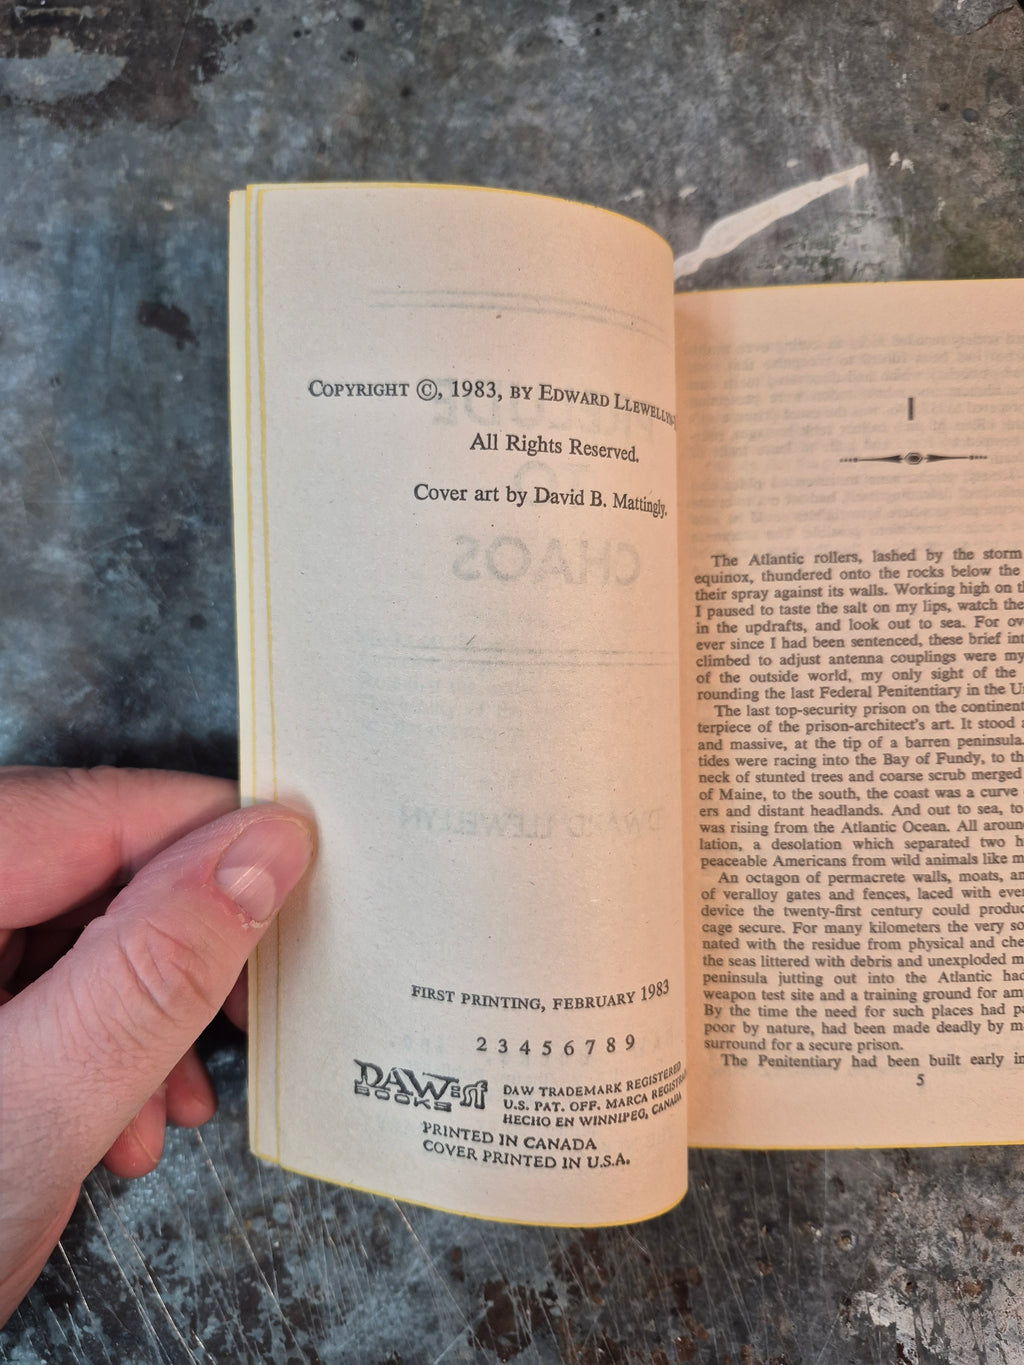 COPYRIGHT ©, 1983, BY EDWARD LLEWELLYN-
All Rights Reserved.
Cover art by David B. Mattingly.
FIRST PRINTING, FEBRUARY 1983
2 3 4 5 6 7 8 9
DAW BOOKS
DAW TRADEMARK REGISTERED
U.S. PAT. OFF. MARCA
HECHO EN WINNIPEG, CANADA
PRINTED IN CANADA
COVER PRINTED IN U.S.A.
I
The Atlantic rollers, lashed by the storm
equinox, thundered onto the rocks below the
their spray against its walls. Working high on
I paused to taste the salt on my lips, watch the
in the updrafts, and look out to sea. For
ever since I had been sentenced, these brief
climbed to adjust antenna couplings were my
of the outside world, my only sight of the
rounding the last Federal Penitentiary in the
The last top-security prison on the continent
terpiece of the prison-architect's art. It stood
and massive, at the tip of a barren peninsula.
tides were racing into the Bay of Fundy, to
neck of stunted trees and coarse scrub merged
of Maine, to the south, the coast was a curve
ers and distant headlands. And out to sea, to
was rising from the Atlantic Ocean. All
lation, a desolation which separated two
peaceable Americans from wild animals like
An octagon of permacrete walls, moats,
of veralloy gates and fences, laced with
device the twenty-first century could
cage secure. For many kilometers the very
nated with the residue from physical and
the seas littered with debris and unexploded
peninsula jutting out into the Atlantic
weapon test site and a training ground for
By the time the need for such places had
poor by nature, had been made deadly by
surround for a secure prison.
The Penitentiary had been built early
5